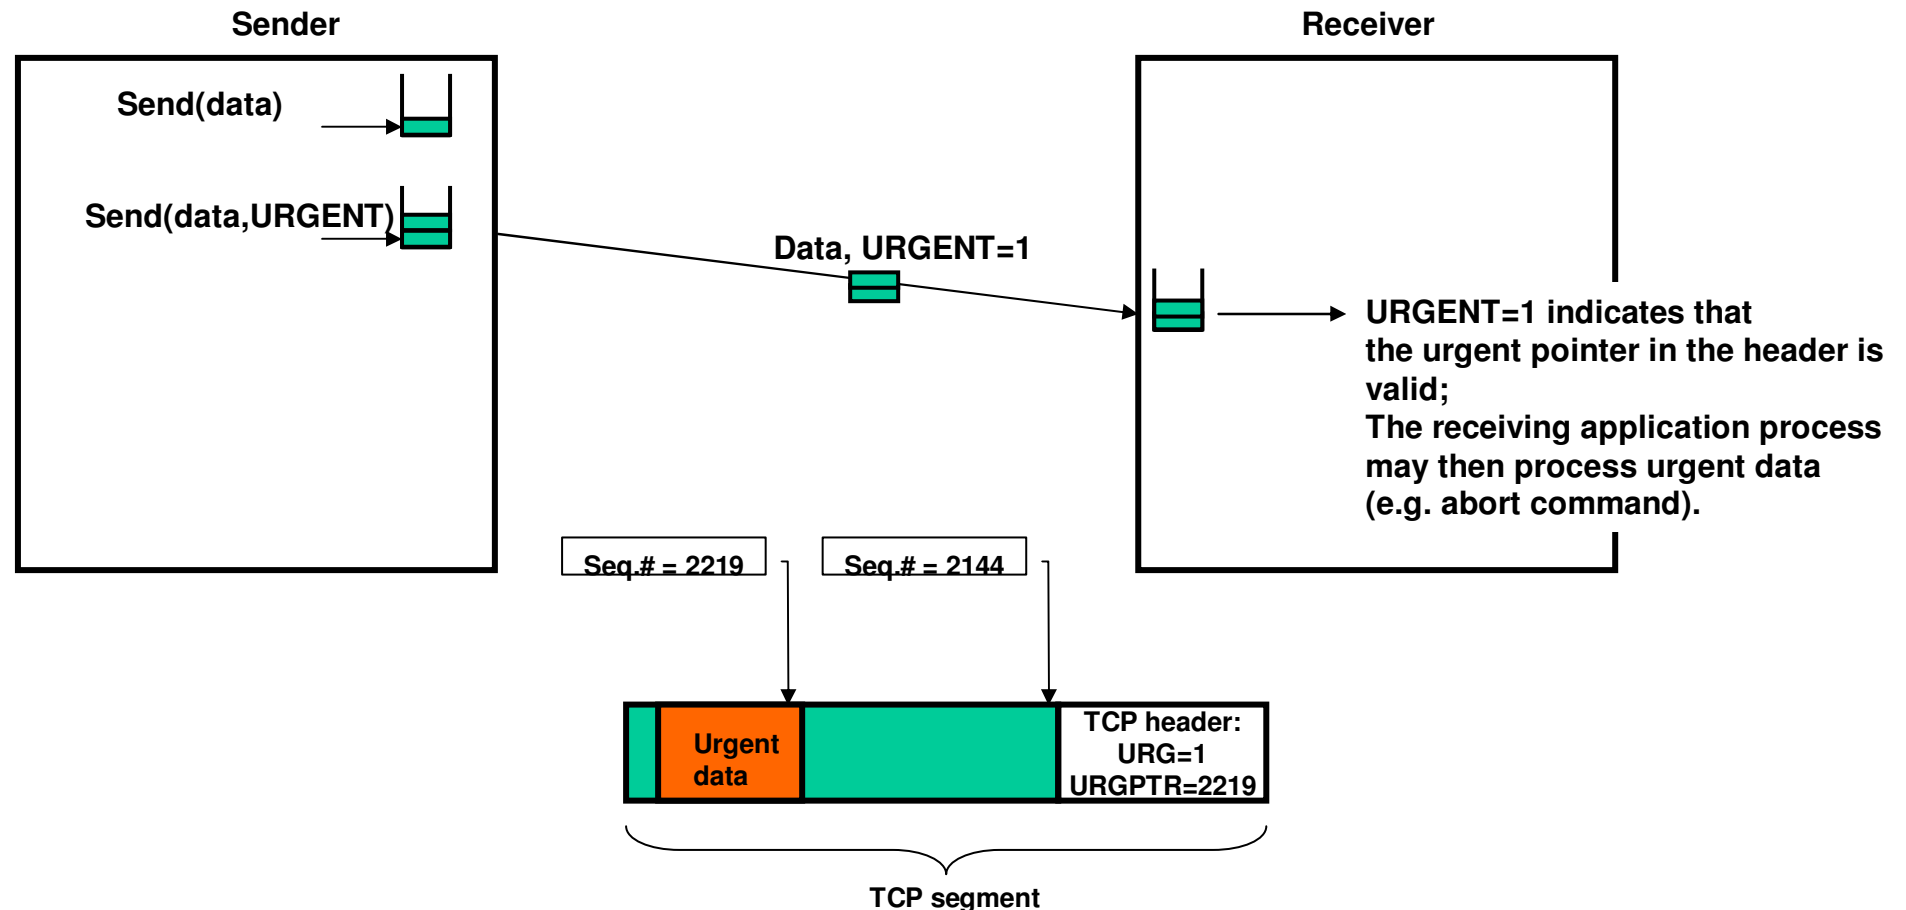 Sender
Receiver
Send(data)
Send(data,URGENT)
Data, URGENT=1
URGENT=1 indicates that
the urgent pointer in the header is
valid;
The receiving application process
may then process urgent data
(e.g. abort command).
Seq.# = 2219
Seq.# = 2144
Urgent
data
TCP header:
URG=1
URGPTR=2219
TCP segment